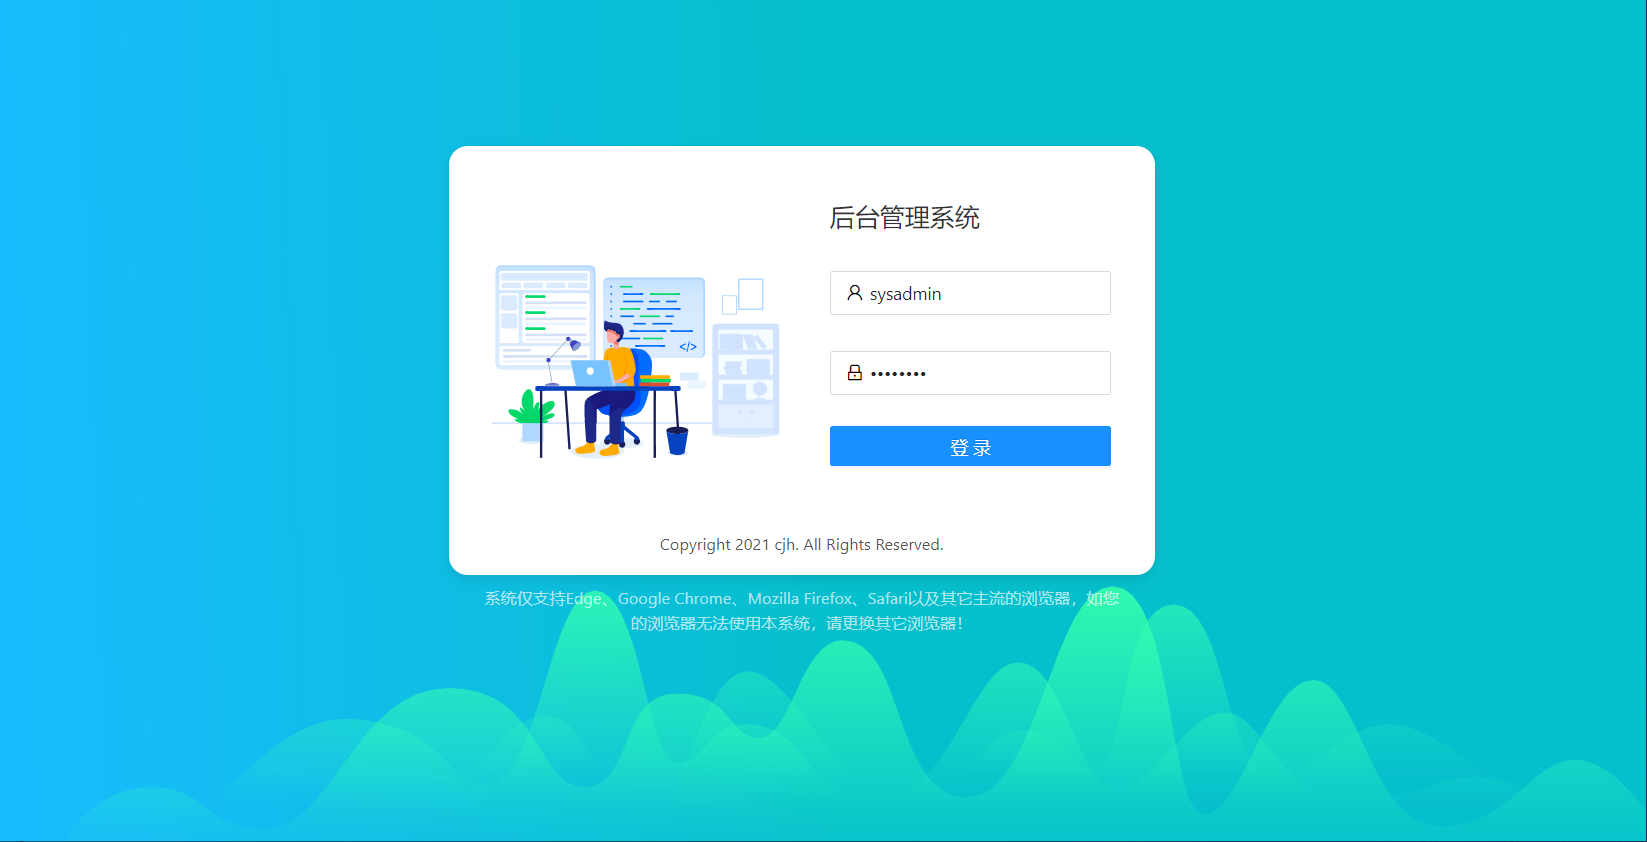 后台管理系统
sysadmin
••••••••
</>
登 录
Copyright 2021 cjh. All Rights Reserved.
系统仅支持Edge、Google Chrome、Mozilla Firefox、Safari以及其它主流的浏览器，如您
的浏览器无法使用本系统，请更换其它浏览器！